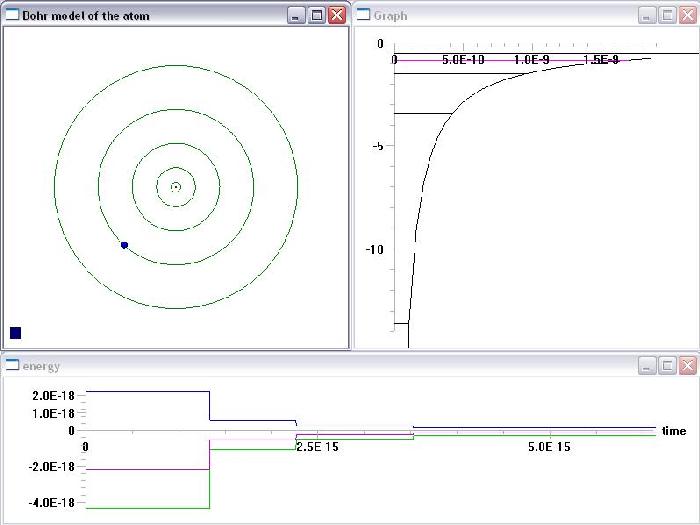 Bohr model of the atom
Graph
0
0 5.0E-10 1.0E-9 1.5E-9
-5
-10
energy
2.0E-18
1.0E-18
0
time
0 2.5E 15 5.0E 15
-2.0E-18
-4.0E-18